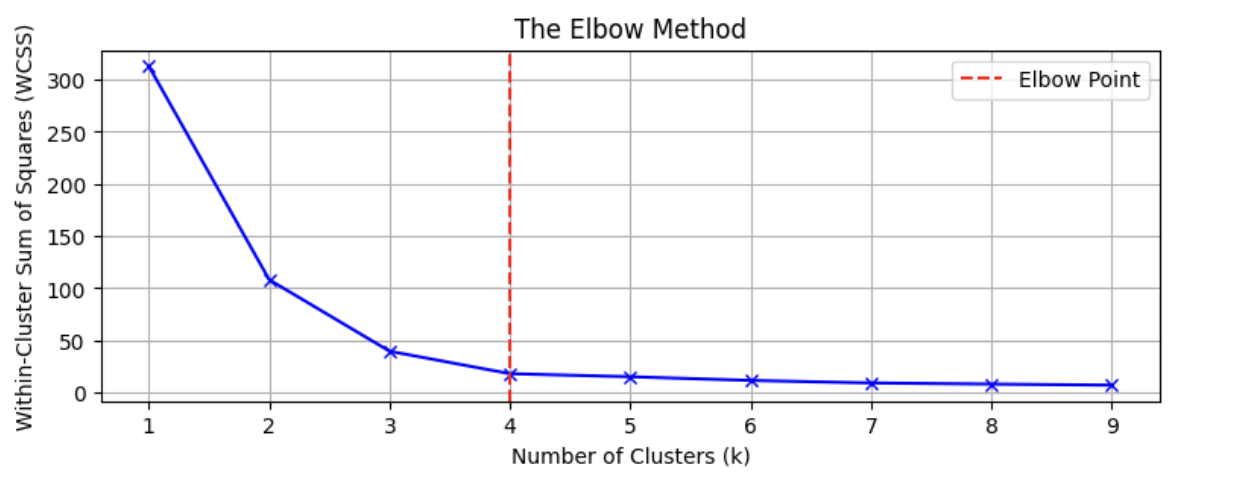 The Elbow Method
Within-Cluster Sum of Squares (WCSS)
300
250
200
150
100
50
0
Elbow Point
1 2 3 4 5 6 7 8 9
Number of Clusters (k)